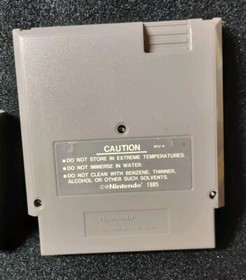 CAUTION
•DO NOT STORE IN EXTREME TEMPERATURES.
•DO NOT IMMERSE IN WATER.
•DO NOT CLEAN WITH BENZENE, THINNER,
ALCOHOL OR OTHER SUCH SOLVENTS.
©Nintendo 1985
Nintendo